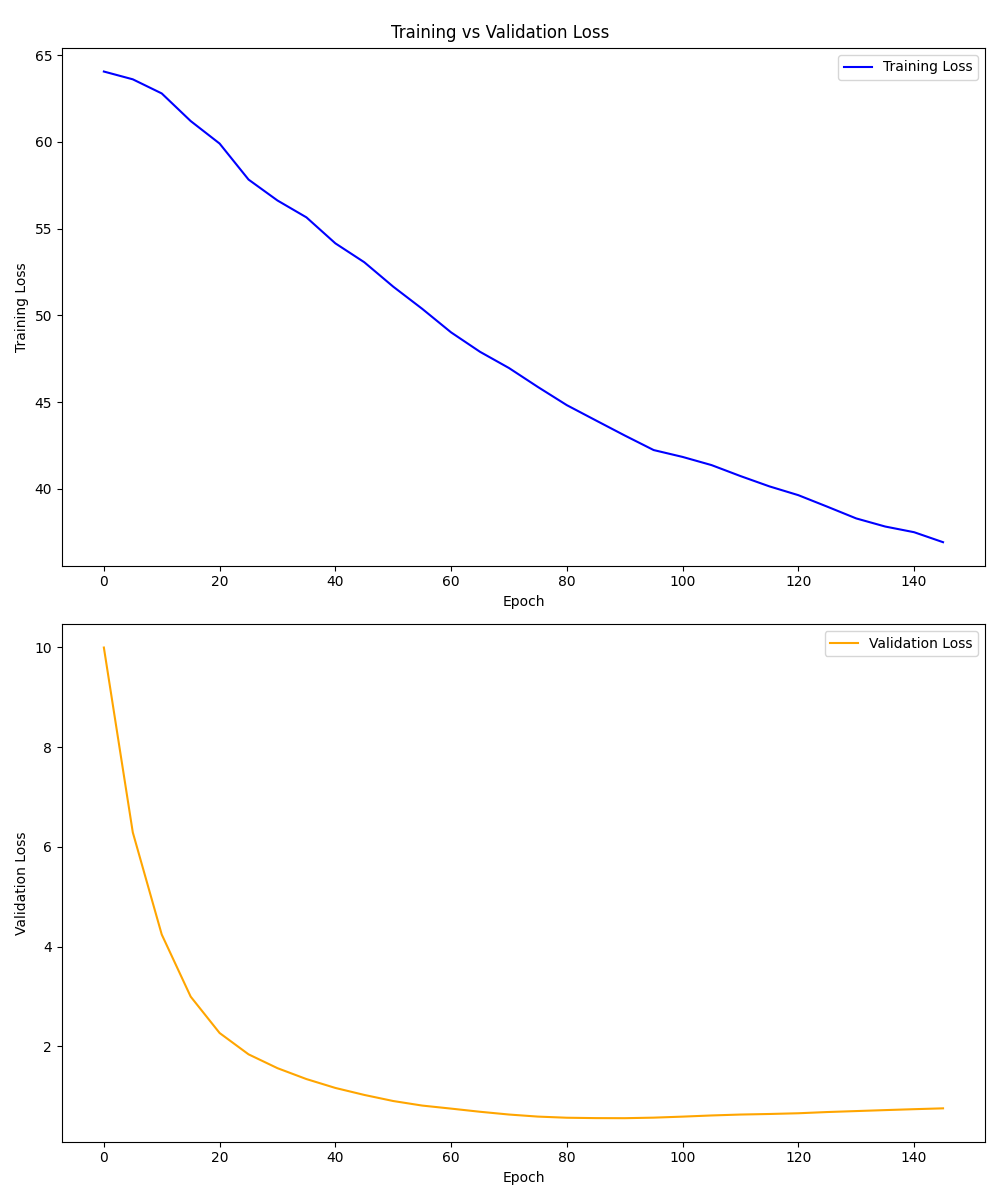 Training vs Validation Loss
65
60
55
50
45
40
Training Loss
Training Loss
0 20 40 60 80 100 120 140
Epoch
10
8
6
4
2
Validation Loss
Validation Loss
0 20 40 60 80 100 120 140
Epoch